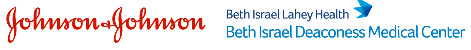 Johnson & Johnson
Beth Israel Lahey Health
Beth Israel Deaconess Medical Center